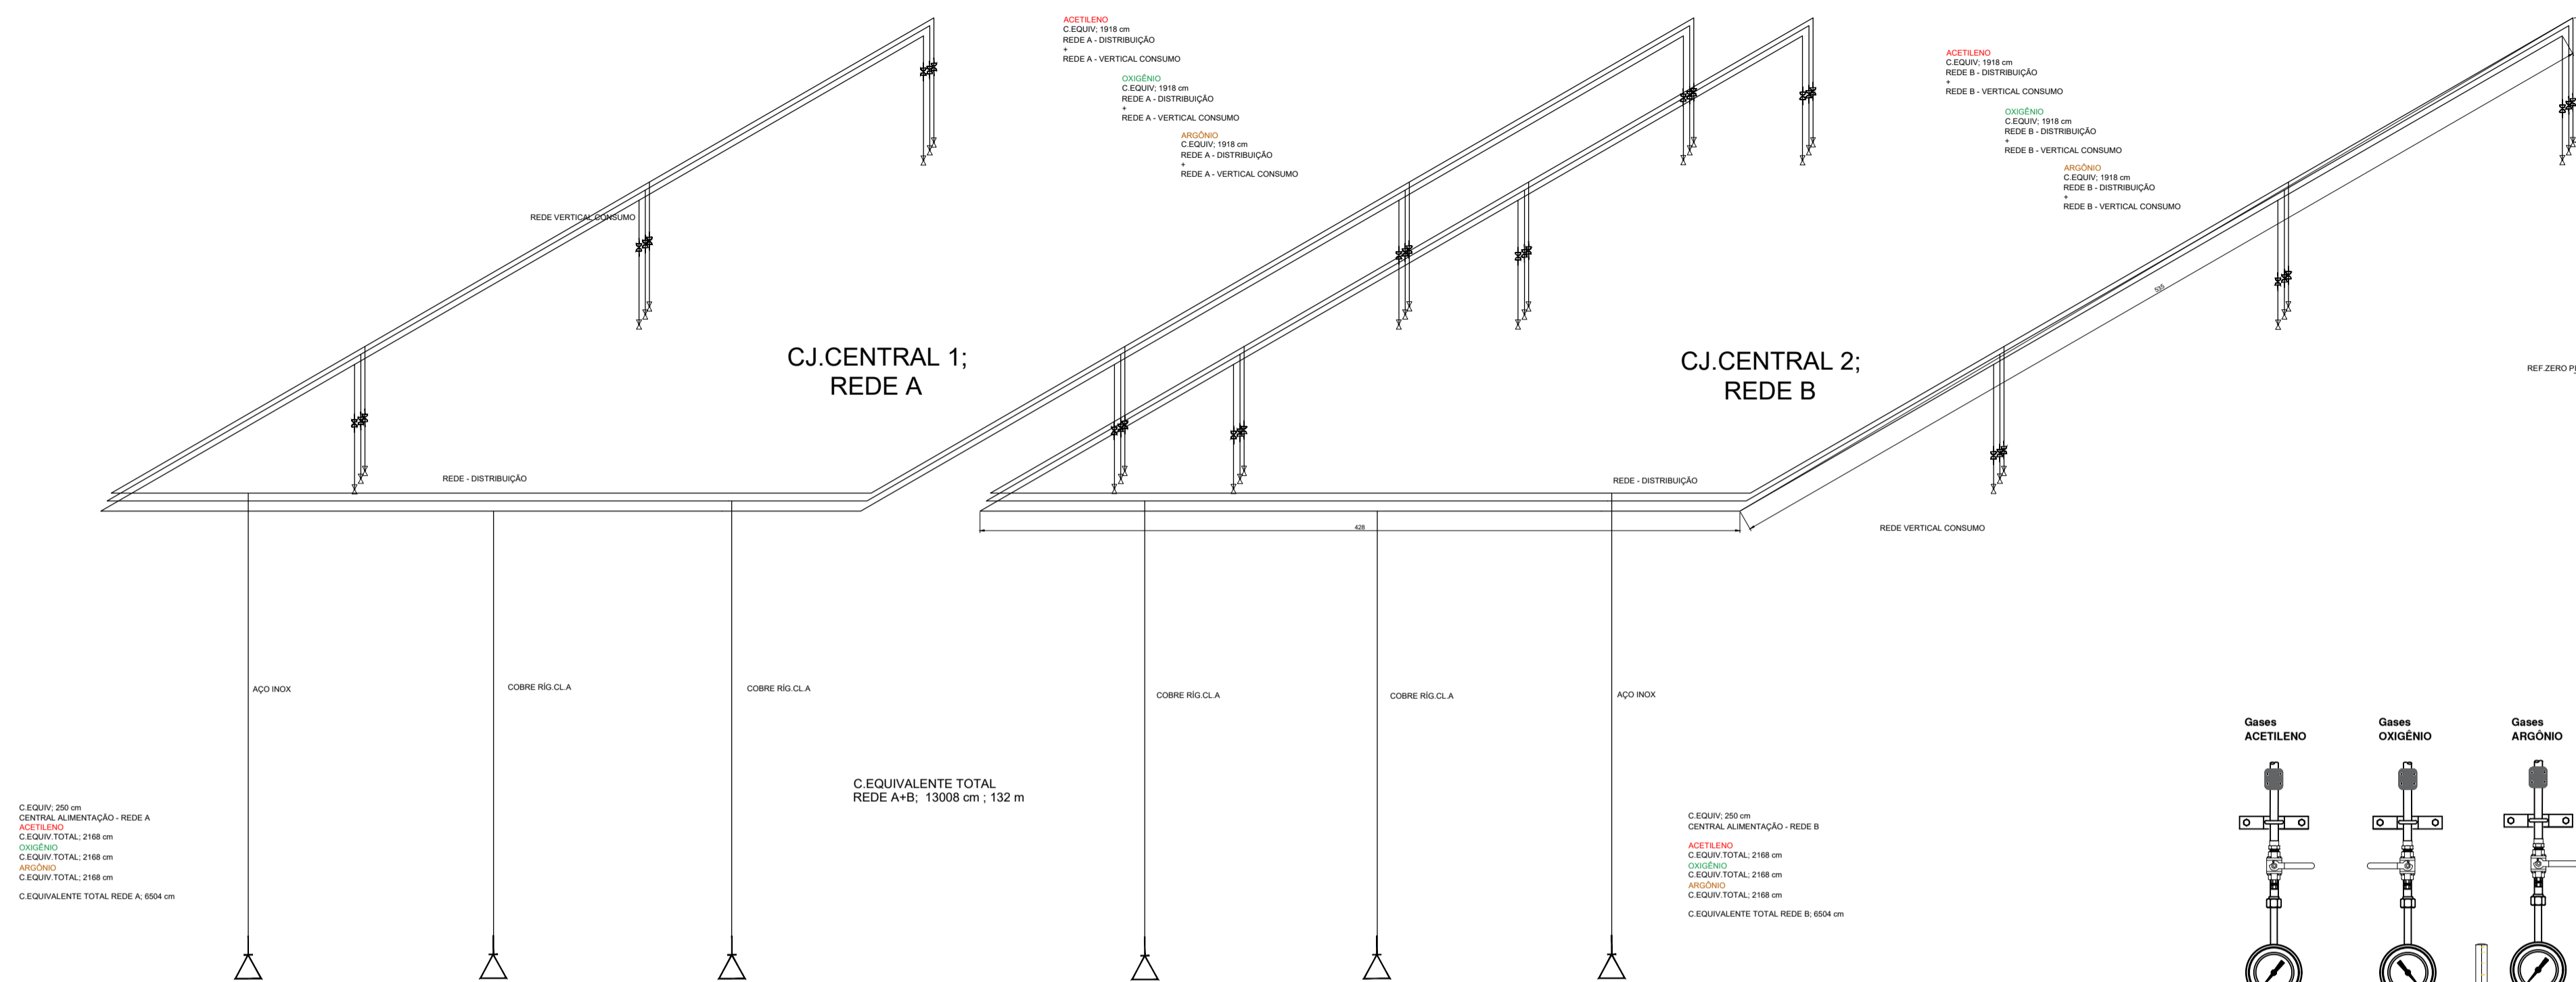 ACETILENO
C.EQUIV; 1918 cm
REDE A - DISTRIBUIÇÃO
+
REDE A - VERTICAL CONSUMO
OXIGÊNIO
C.EQUIV; 1918 cm
REDE A - DISTRIBUIÇÃO
+
REDE A - VERTICAL CONSUMO
ARGÔNIO
C.EQUIV; 1918 cm
REDE A - DISTRIBUIÇÃO
+
REDE A - VERTICAL CONSUMO
ACETILENO
C.EQUIV; 1918 cm
REDE B - DISTRIBUIÇÃO
+
REDE B - VERTICAL CONSUMO
OXIGÊNIO
C.EQUIV; 1918 cm
REDE B - DISTRIBUIÇÃO
+
REDE B - VERTICAL CONSUMO
ARGÔNIO
C.EQUIV; 1918 cm
REDE B - DISTRIBUIÇÃO
+
REDE B - VERTICAL CONSUMO
REDE VERTICAL CONSUMO
535
CJ.CENTRAL 1;
REDE A
CJ.CENTRAL 2;
REDE B
REF.ZERO
REDE - DISTRIBUIÇÃO
REDE - DISTRIBUIÇÃO
428
REDE VERTICAL CONSUMO
AÇO INOX
COBRE RÍG.CL.A
COBRE RÍG.CL.A
COBRE RÍG.CL.A
COBRE RÍG.CL.A
AÇO INOX
Gases
ACETILENO
Gases
OXIGÊNIO
Gases
ARGÔNIO
C.EQUIVALENTE TOTAL
REDE A+B; 13008 cm ; 132 m
C.EQUIV; 250 cm
CENTRAL ALIMENTAÇÃO - REDE A
ACETILENO
C.EQUIV.TOTAL; 2168 cm
OXIGÊNIO
C.EQUIV.TOTAL; 2168 cm
ARGÔNIO
C.EQUIV.TOTAL; 2168 cm
C.EQUIVALENTE TOTAL REDE A; 6504 cm
C.EQUIV; 250 cm
CENTRAL ALIMENTAÇÃO - REDE B
ACETILENO
C.EQUIV.TOTAL; 2168 cm
OXIGÊNIO
C.EQUIV.TOTAL; 2168 cm
ARGÔNIO
C.EQUIV.TOTAL; 2168 cm
C.EQUIVALENTE TOTAL REDE B; 6504 cm